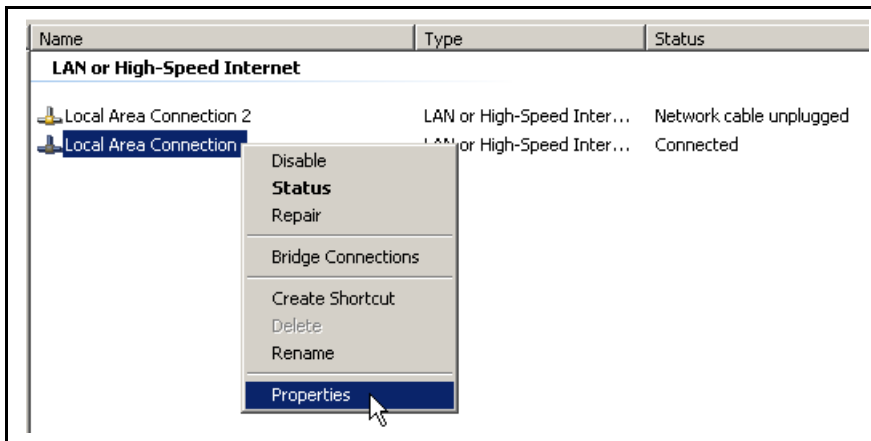 Name Type Status
LAN or High-Speed Internet
Local Area Connection 2 LAN or High-Speed Inter... Network cable unplugged
Local Area Connection LAN or High-Speed Inter... Connected
Disable
Status
Repair
Bridge Connections
Create Shortcut
Delete
Rename
Properties